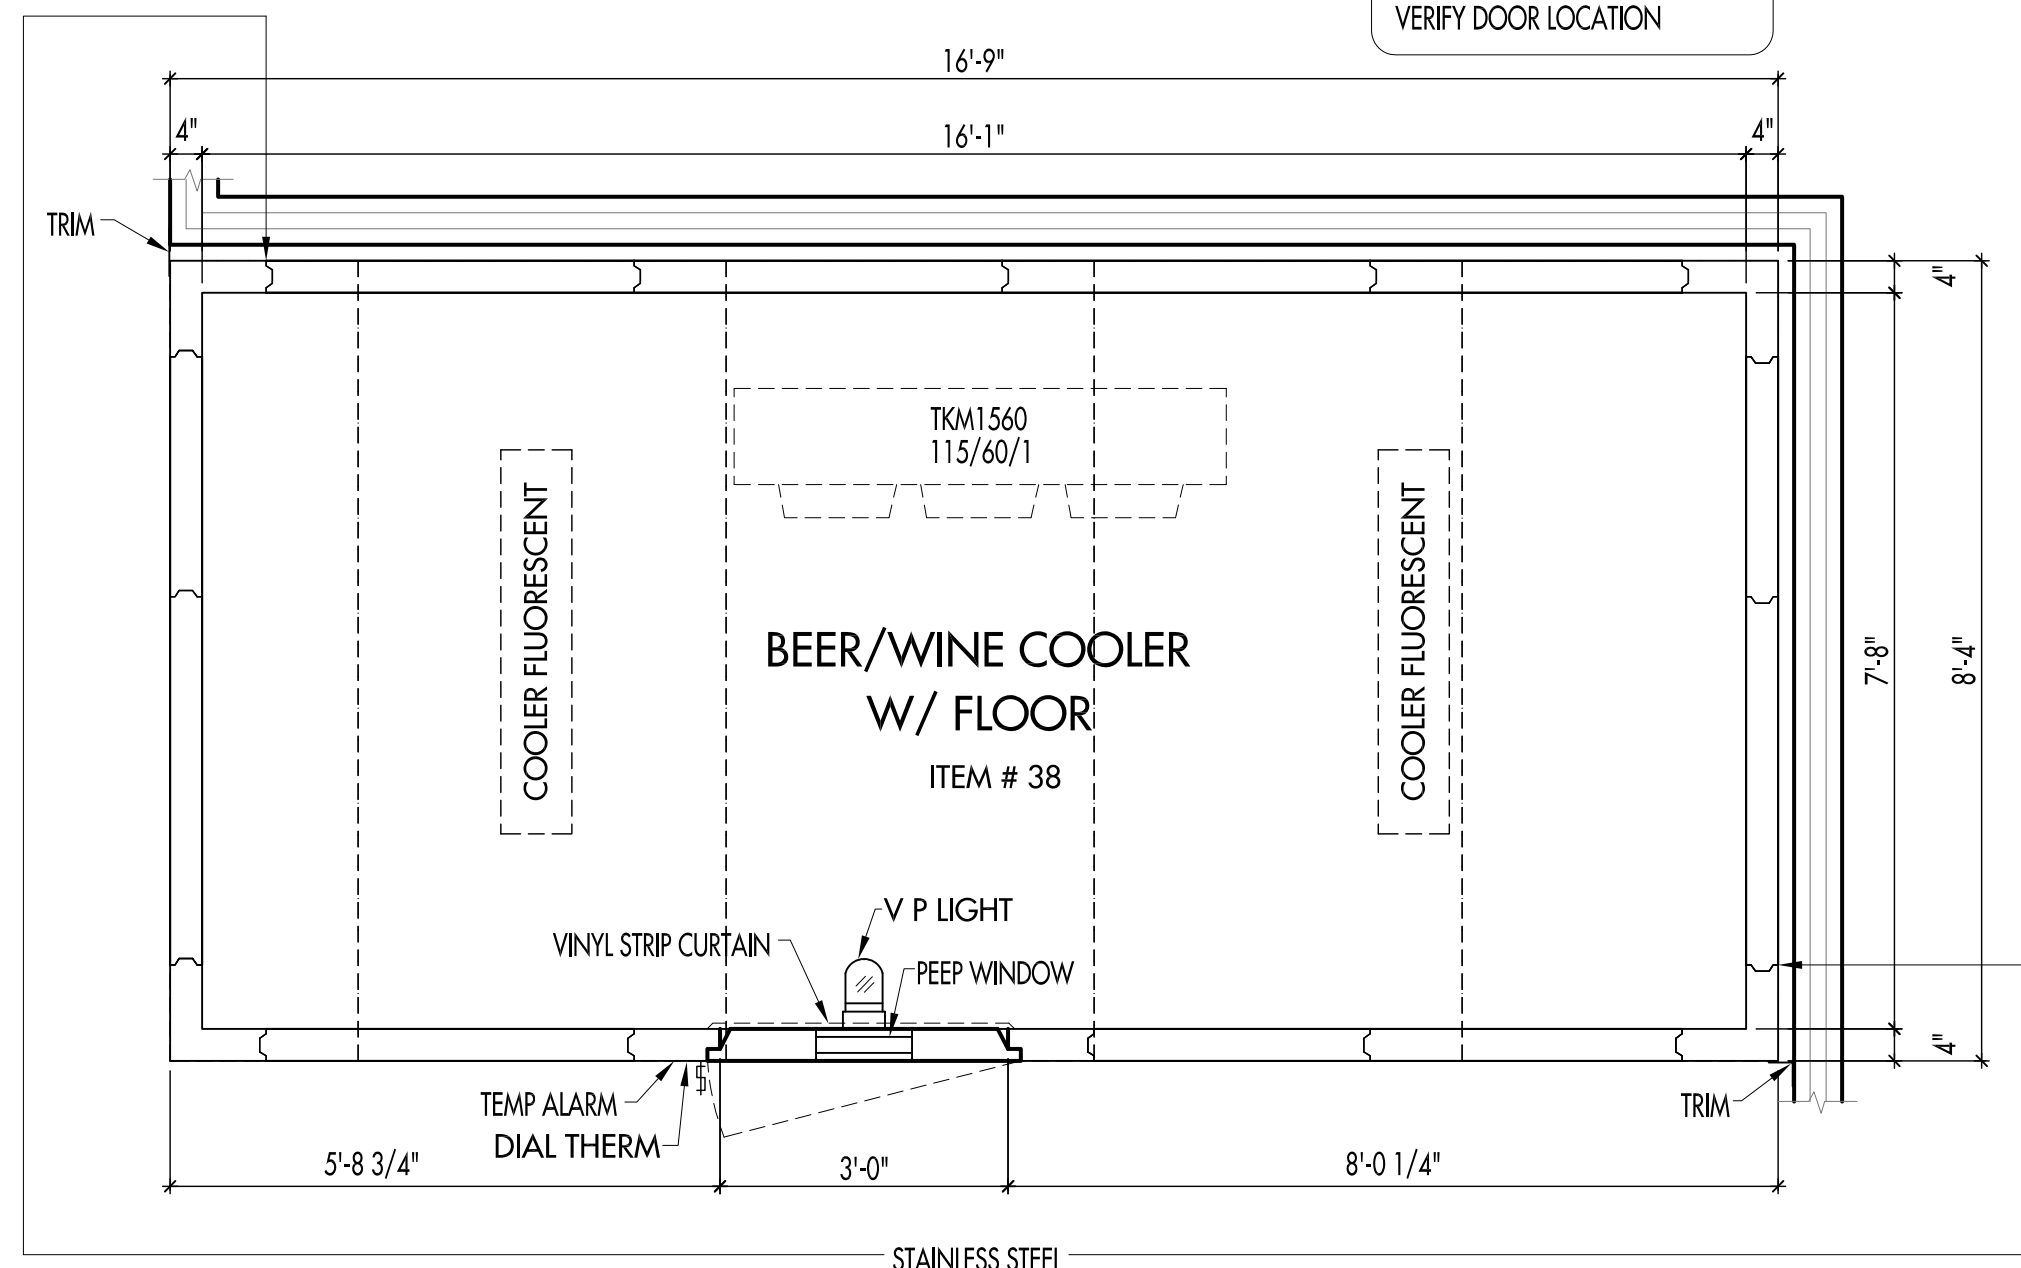 VERIFY DOOR LOCATION
16'-9"
4"
16'-1"
4"
TRIM
4"
TKM1560
115/60/1
COOLER FLUORESCENT
COOLER FLUORESCENT
BEER/WINE COOLER
W/ FLOOR
ITEM # 38
7'-8"
8'-4"
V P LIGHT
VINYL STRIP CURTAIN
PEEP WINDOW
4"
TEMP ALARM
DIAL THERM
TRIM
5'-8 3/4"
3'-0"
8'-0 1/4"
STAINLESS STEEL